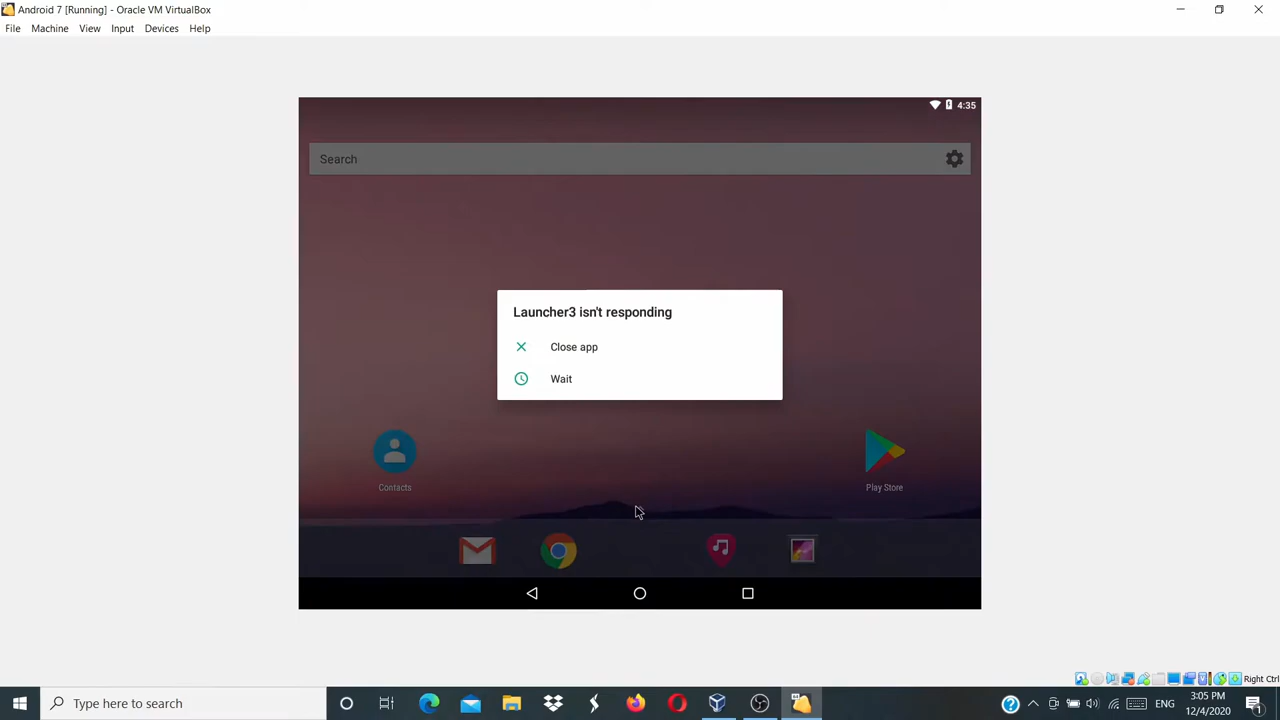 Android 7 [Running] - Oracle VM VirtualBox
File Machine View Input Devices Help
4:35
Search
Launcher3 isn't responding
Close app
Wait
Contacts
Play Store
Right Ctrl
Type here to search
ENG
3:05 PM
12/4/2020
1